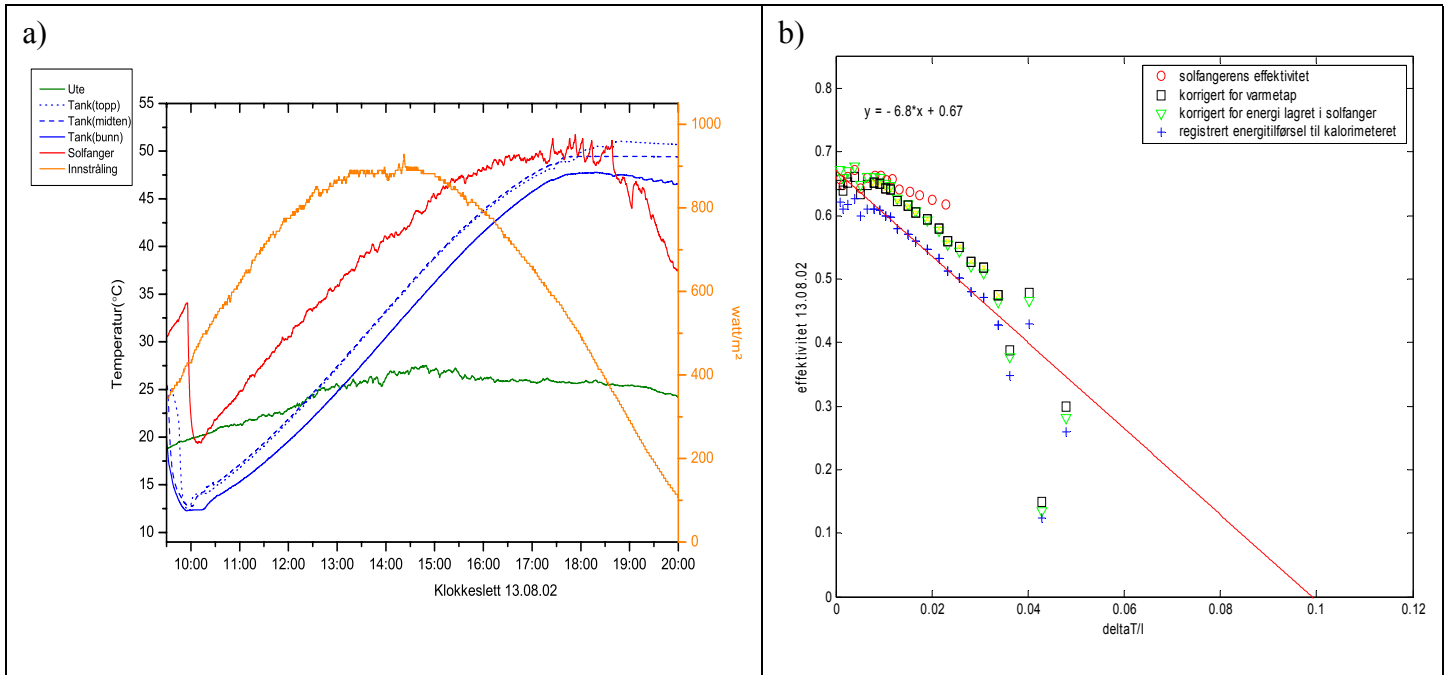 a)
Ute
Tank(topp)
Tank(midten)
Tank(bunn)
Solfanger
Innstråling
55
50
45
40
35
30
25
20
15
10
Temperatur(°C)
1000
800
600
400
200
0
watt/m²
10:00 11:00 12:00 13:00 14:00 15:00 16:00 17:00 18:00 19:00 20:00
Klokkeslett 13.08.02
b)
solfangerens effektivitet
korrigert for varmetap
korrigert for energi lagret i solfanger
registrert energitilførsel til kalorimeteret
y = - 6.8*x + 0.67
0.8
0.7
0.6
0.5
0.4
0.3
0.2
0.1
0
effektivitet 13.08.02
0 0.02 0.04 0.06 0.08 0.1 0.12
deltaT/I